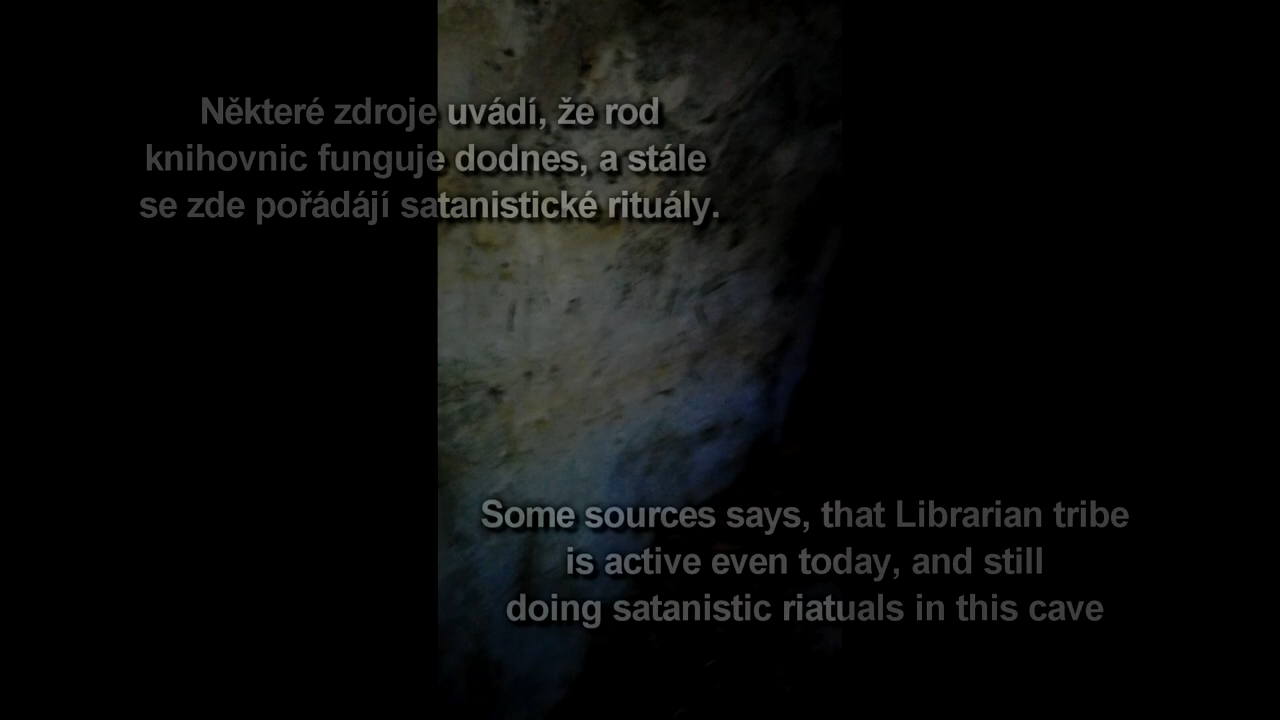 Některé zdroje uvádí, že rod
knihovnic funguje dodnes, a stále
se zde pořádájí satanistické rituály.
Some sources says, that Librarian tribe
is active even today, and still
doing satanistic riatuals in this cave